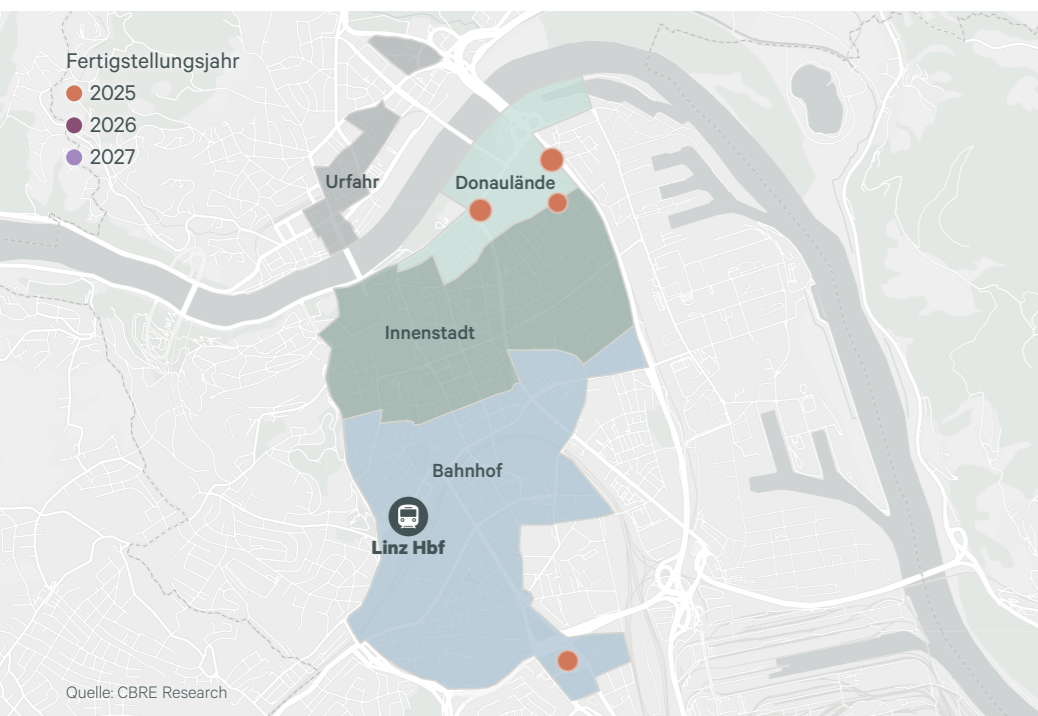 Fertigstellungsjahr
2025
2026
2027
Urfahr
Donaulände
Innenstadt
Bahnhof
Linz Hbf
Quelle: CBRE Research